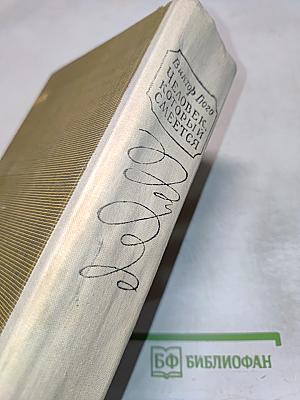 Виктор Гюго
ЧЕЛОВЕК,
КОТОРЫЙ
СМЕЕТСЯ
БФ БИБЛИОФАН